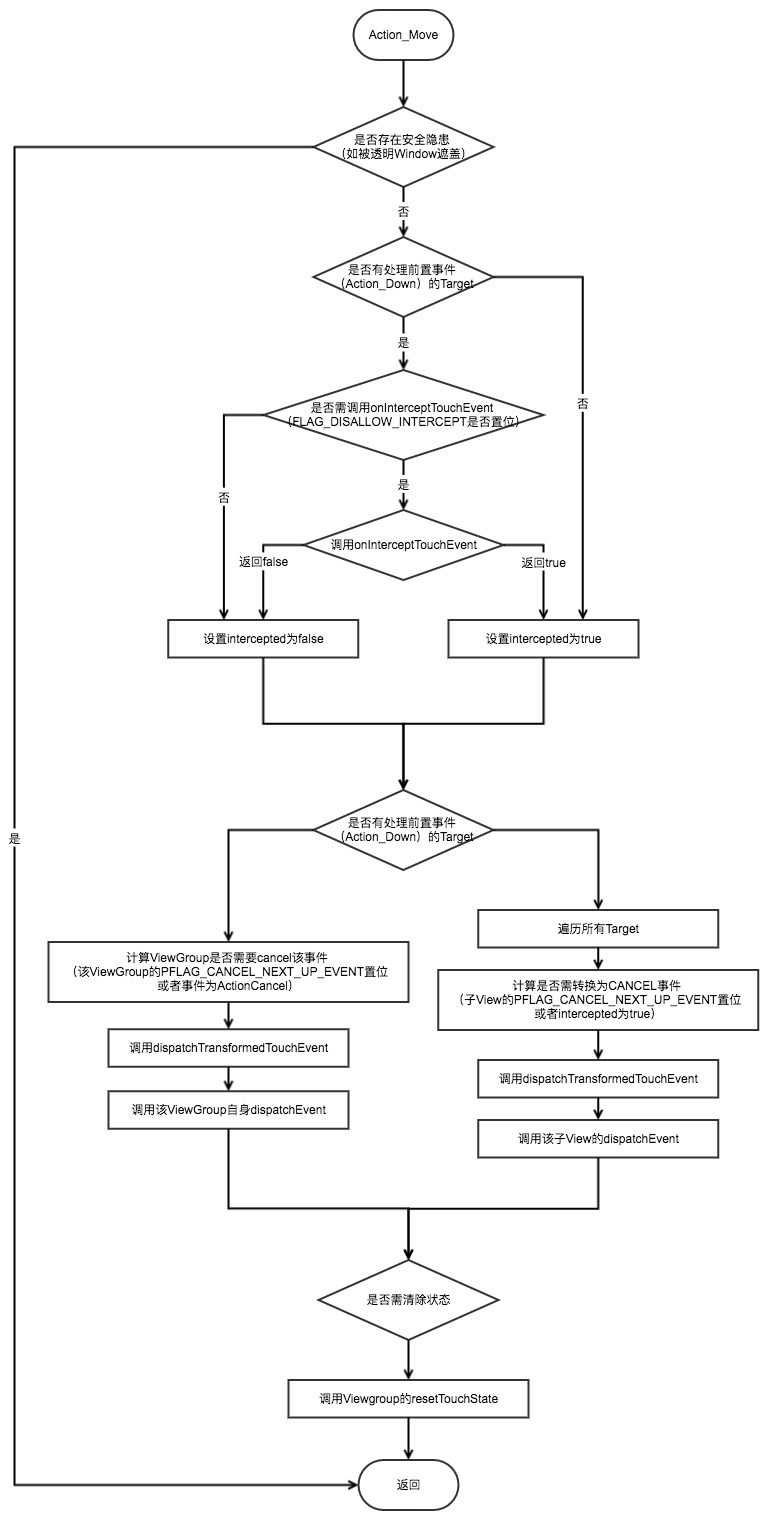 Action_Move
是否存在安全隐患
（如被透明Window遮盖）
否
是否有处理前置事件
（Action_Down）的Target
是
否
是否需调用onInterceptTouchEvent
（FLAG_DISALLOW_INTERCEPT是否置位）
否
是
调用onInterceptTouchEvent
返回false
返回true
设置intercepted为false
设置intercepted为true
是否有处理前置事件
（Action_Down）的Target
是
计算ViewGroup是否需要cancel该事件
（该ViewGroup的PFLAG_CANCEL_NEXT_UP_EVENT置位
或者事件为ActionCancel）
调用dispatchTransformedTouchEvent
调用该ViewGroup自身dispatchEvent
遍历所有Target
计算是否需转换为CANCEL事件
（子View的PFLAG_CANCEL_NEXT_UP_EVENT置位
或者intercepted为true）
调用dispatchTransformedTouchEvent
调用该子View的dispatchEvent
是否需清除状态
调用Viewgroup的resetTouchState
返回